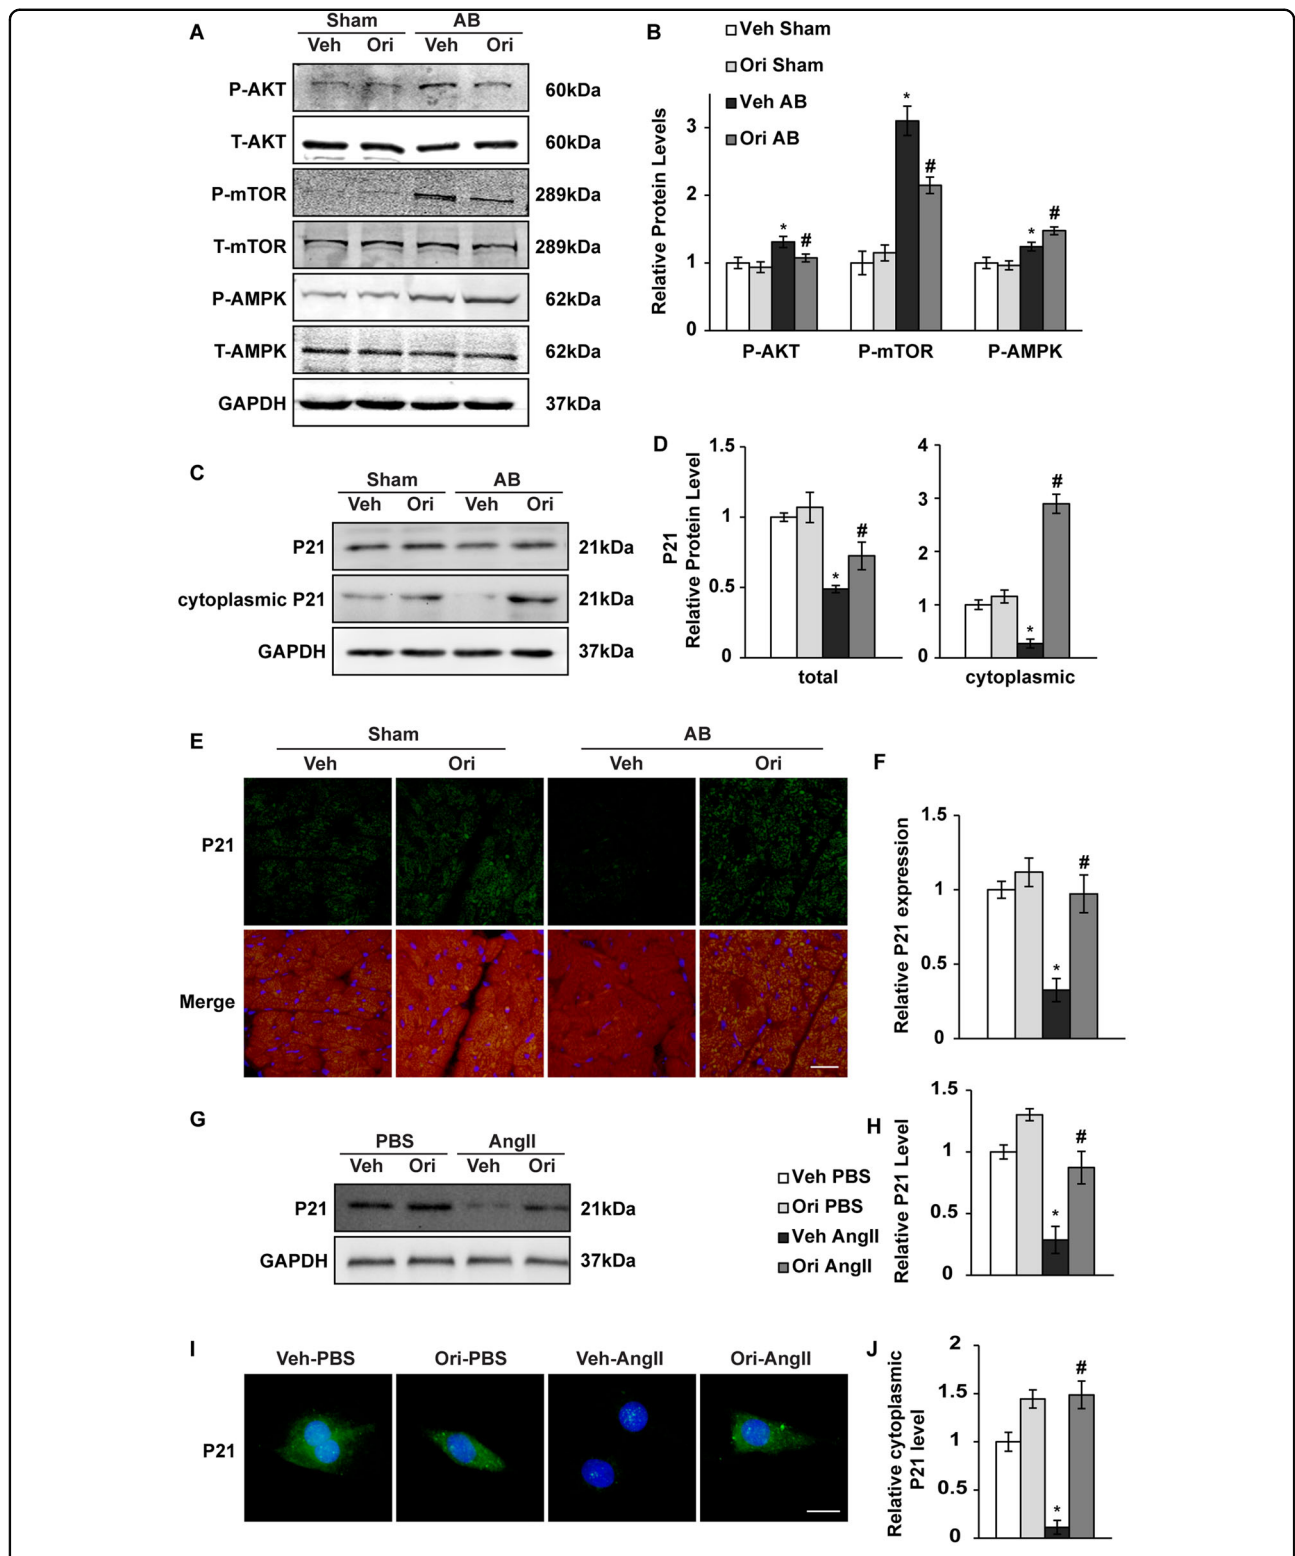 A
Sham AB
Veh Ori Veh Ori
P-AKT 60kDa
T-AKT 60kDa
P-mTOR 289kDa
T-mTOR 289kDa
P-AMPK 62kDa
T-AMPK 62kDa
GAPDH 37kDa
B
Veh Sham
Ori Sham
Veh AB
Ori AB
Relative Protein Levels
3
2
1
0
* # * # * #
P-AKT P-mTOR P-AMPK
C
Sham AB
Veh Ori Veh Ori
P21 21kDa
cytoplasmic P21 21kDa
GAPDH 37kDa
D
P21
Relative Protein Level
1.5
1
0.5
0
* #
total
4
3
2
1
0
* #
cytoplasmic
E
Sham AB
Veh Ori Veh Ori
P21
Merge
F
Relative P21 expression
1.5
1
0.5
0
* #
G
PBS AngII
Veh Ori Veh Ori
P21 21kDa
GAPDH 37kDa
Veh PBS
Ori PBS
Veh AngII
Ori AngII
H
Relative P21 Level
1.5
1
0.5
0
* #
I
Veh-PBS Ori-PBS Veh-AngII Ori-AngII
P21
J
Relative cytoplasmic
P21 level
2
1.5
1
0.5
0
* #